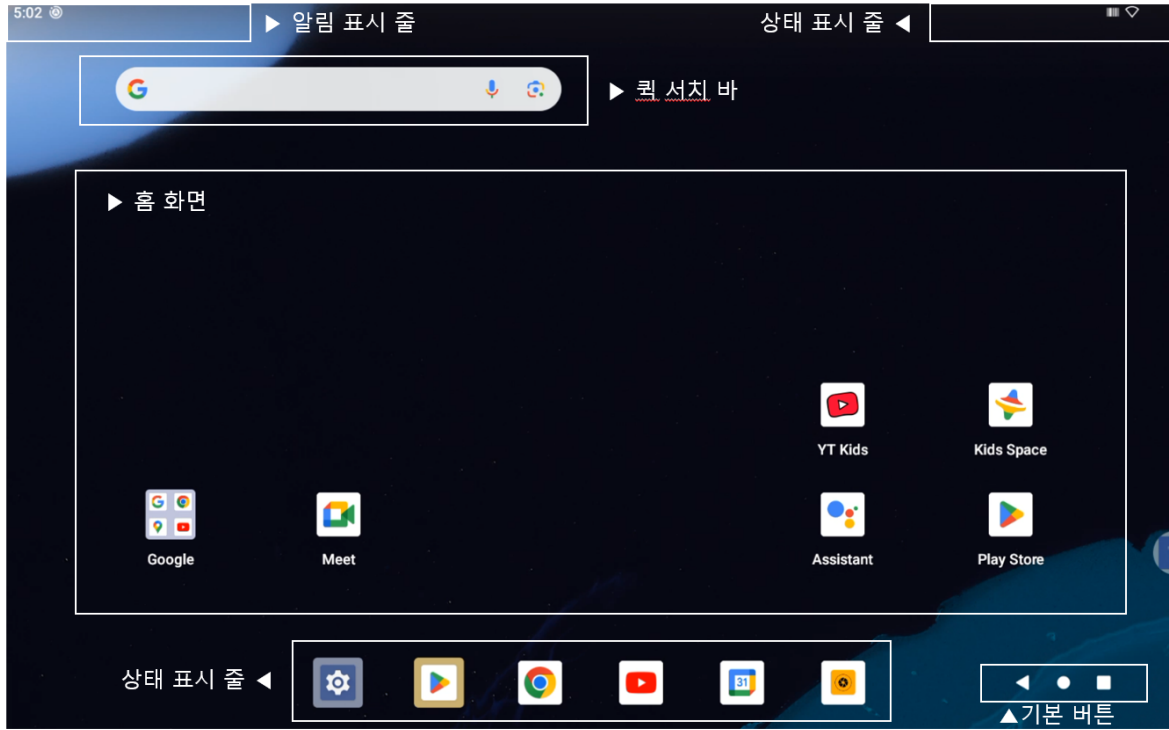 5:02
▶ 알림 표시 줄
상태 표시 줄 ◀
▶ 퀵 서치 바
▶ 홈 화면
YT Kids
Kids Space
Google
Meet
Assistant
Play Store
상태 표시 줄 ◀
31
▲기본 버튼